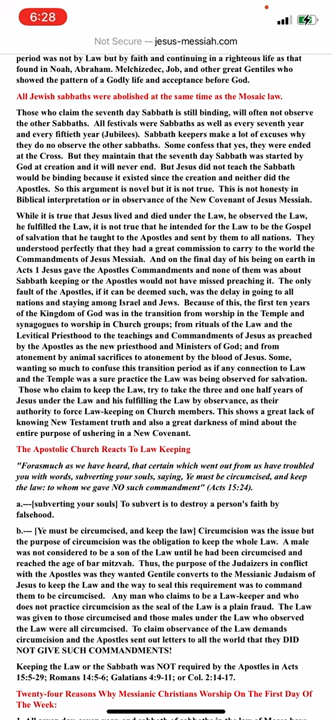 6:28
Not Secure — jesus-messiah.com
period was not by Law but by faith and continuing in a righteous life as that
found in Noah, Abraham. Melchizedec, Job, and other great Gentiles who
showed the pattern of a Godly life and acceptance before God.
All Jewish sabbaths were abolished at the same time as the Mosaic law.
Those who claim the seventh day Sabbath is still binding, will often not observe
the other Sabbaths. All festivals were Sabbaths as well as every seventh year
and every fiftieth year (Jubilees). Sabbath keepers make a lot of excuses why
they do no observe the other sabbaths. Some confess that yes, they were ended
at the Cross. But they maintain that the seventh day Sabbath was started by
God at creation and it will never end. But Jesus did not teach the Sabbath
would be binding because it existed since the creation and neither did the
Apostles. So this argument is novel but it is not true. This is not honesty in
Biblical interpretation or in observance of the New Covenant of Jesus Messiah.
While it is true that Jesus lived and died under the Law, he observed the Law,
he fulfilled the Law, it is not true that he intended for the Law to be the Gospel
of salvation that he taught to the Apostles and sent by them to all nations. They
understood perfectly that they had a great commission to carry to the world the
Commandments of Jesus Messiah. And on the final day of his being on earth in
Acts 1 Jesus gave the Apostles Commandments and none of them was about
Sabbath keeping or the Apostles would not have missed preaching it. The only
fault of the Apostles, if it can be deemed such, was the delay in going to all
nations and staying among Israel and Jews. Because of this, the first ten years
of the Kingdom of God was in the transition from worship in the Temple and
synagogues to worship in Church groups; from rituals of the Law and the
Levitical Priesthood to the teachings and Commandments of Jesus as preached
by the Apostles as the new priesthood and Ministers of God; and from
atonement by animal sacrifices to atonement by the blood of Jesus. Some,
wanting so much to confuse this transition period as if any connection to Law
and the Temple was a sure practice the Law was being observed for salvation.
Those who claim to keep the Law, try to take the three and one half years of
Jesus under the Law and his fulfilling the Law by observance, as their
authority to force Law-keeping on Church members. This shows a great lack of
knowing New Testament truth and also a great darkness of mind about the
entire purpose of ushering in a New Covenant.
The Apostolic Church Reacts To Law Keeping
"Forasmuch as we have heard, that certain which went out from us have troubled
you with words, subverting your souls, saying, Ye must be circumcised, and keep
the law: to whom we gave NO such commandment" (Acts 15:24).
a.---[subverting your souls] To subvert is to destroy a person's faith by
falsehood.
b.--- [Ye must be circumcised, and keep the law] Circumcision was the issue but
the purpose of circumcision was the obligation to keep the whole Law. A male
was not considered to be a son of the Law until he had been circumcised and
reached the age of bar mitzvah. Thus, the purpose of the Judaizers in conflict
with the Apostles was they wanted Gentile converts to the Messianic Judaism of
Jesus to keep the Law and the way to seal this requirement was to command
them to be circumcised. Any man who claims to be a Law-keeper and who
does not practice circumcision as the seal of the Law is a plain fraud. The Law
was given to those circumcised and those males under the Law who observed
the Law were all circumcised. To claim observance of the Law demands
circumcision and the Apostles sent out letters to all the world that they DID
NOT GIVE SUCH COMMANDMENTS!
Keeping the Law or the Sabbath was NOT required by the Apostles in Acts
15:5-29; Romans 14:5-6; Galatians 4:9-11; or Col. 2:14-17.
Twenty-four Reasons Why Messianic Christians Worship On The First Day Of
The Week: